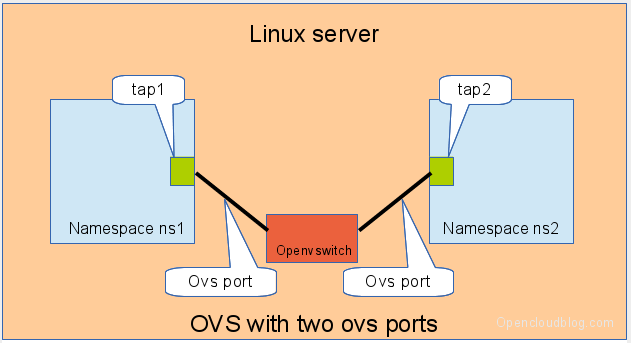 Linux server
tap1
tap2
Namespace ns1
Namespace ns2
Openvswitch
Ovs port
Ovs port
OVS with two ovs ports
Opencloudblog.com